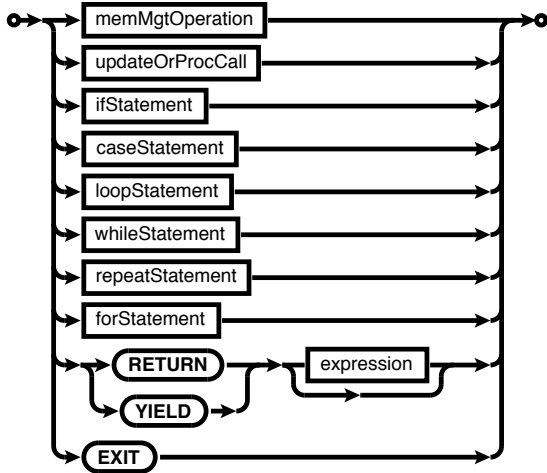 memMgtOperation
updateOrProcCall
ifStatement
caseStatement
loopStatement
whileStatement
repeatStatement
forStatement
RETURN expression
YIELD
EXIT